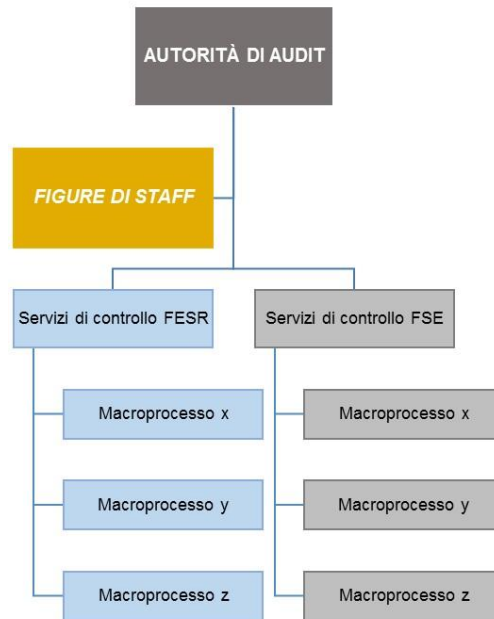 AUTORITÀ DI AUDIT
FIGURE DI STAFF
Servizi di controllo FESR
Servizi di controllo FSE
Macroprocesso x
Macroprocesso x
Macroprocesso y
Macroprocesso y
Macroprocesso z
Macroprocesso z